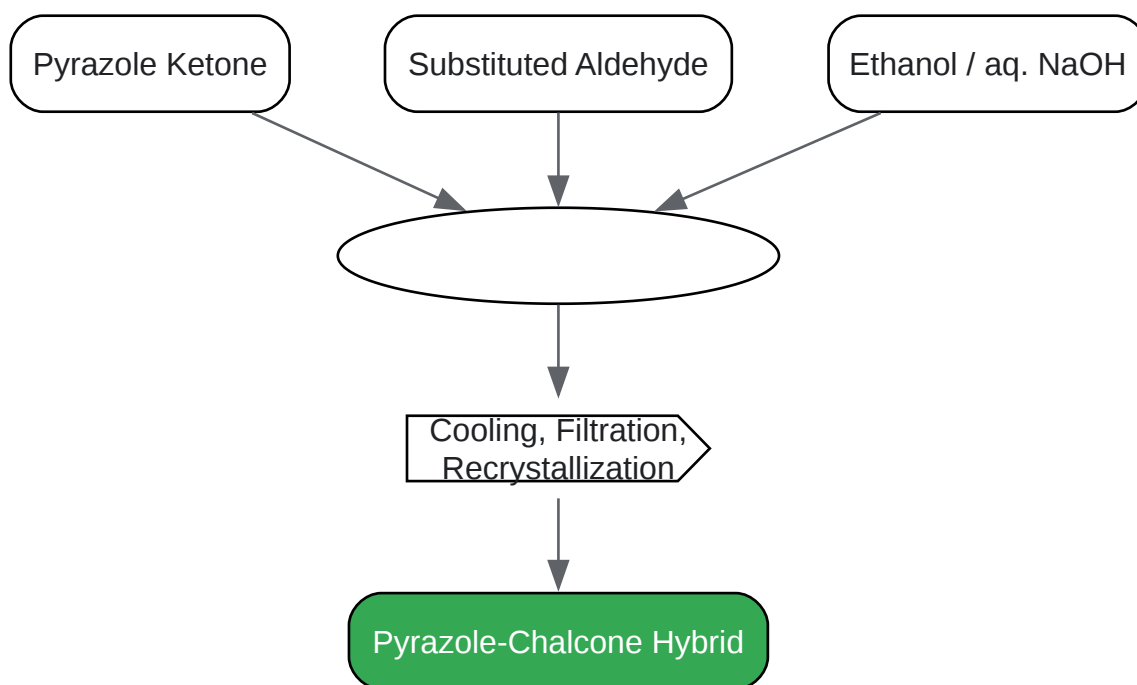 Pyrazole Ketone
Substituted Aldehyde
Ethanol / aq. NaOH
Cooling, Filtration,
Recrystallization
Pyrazole-Chalcone Hybrid